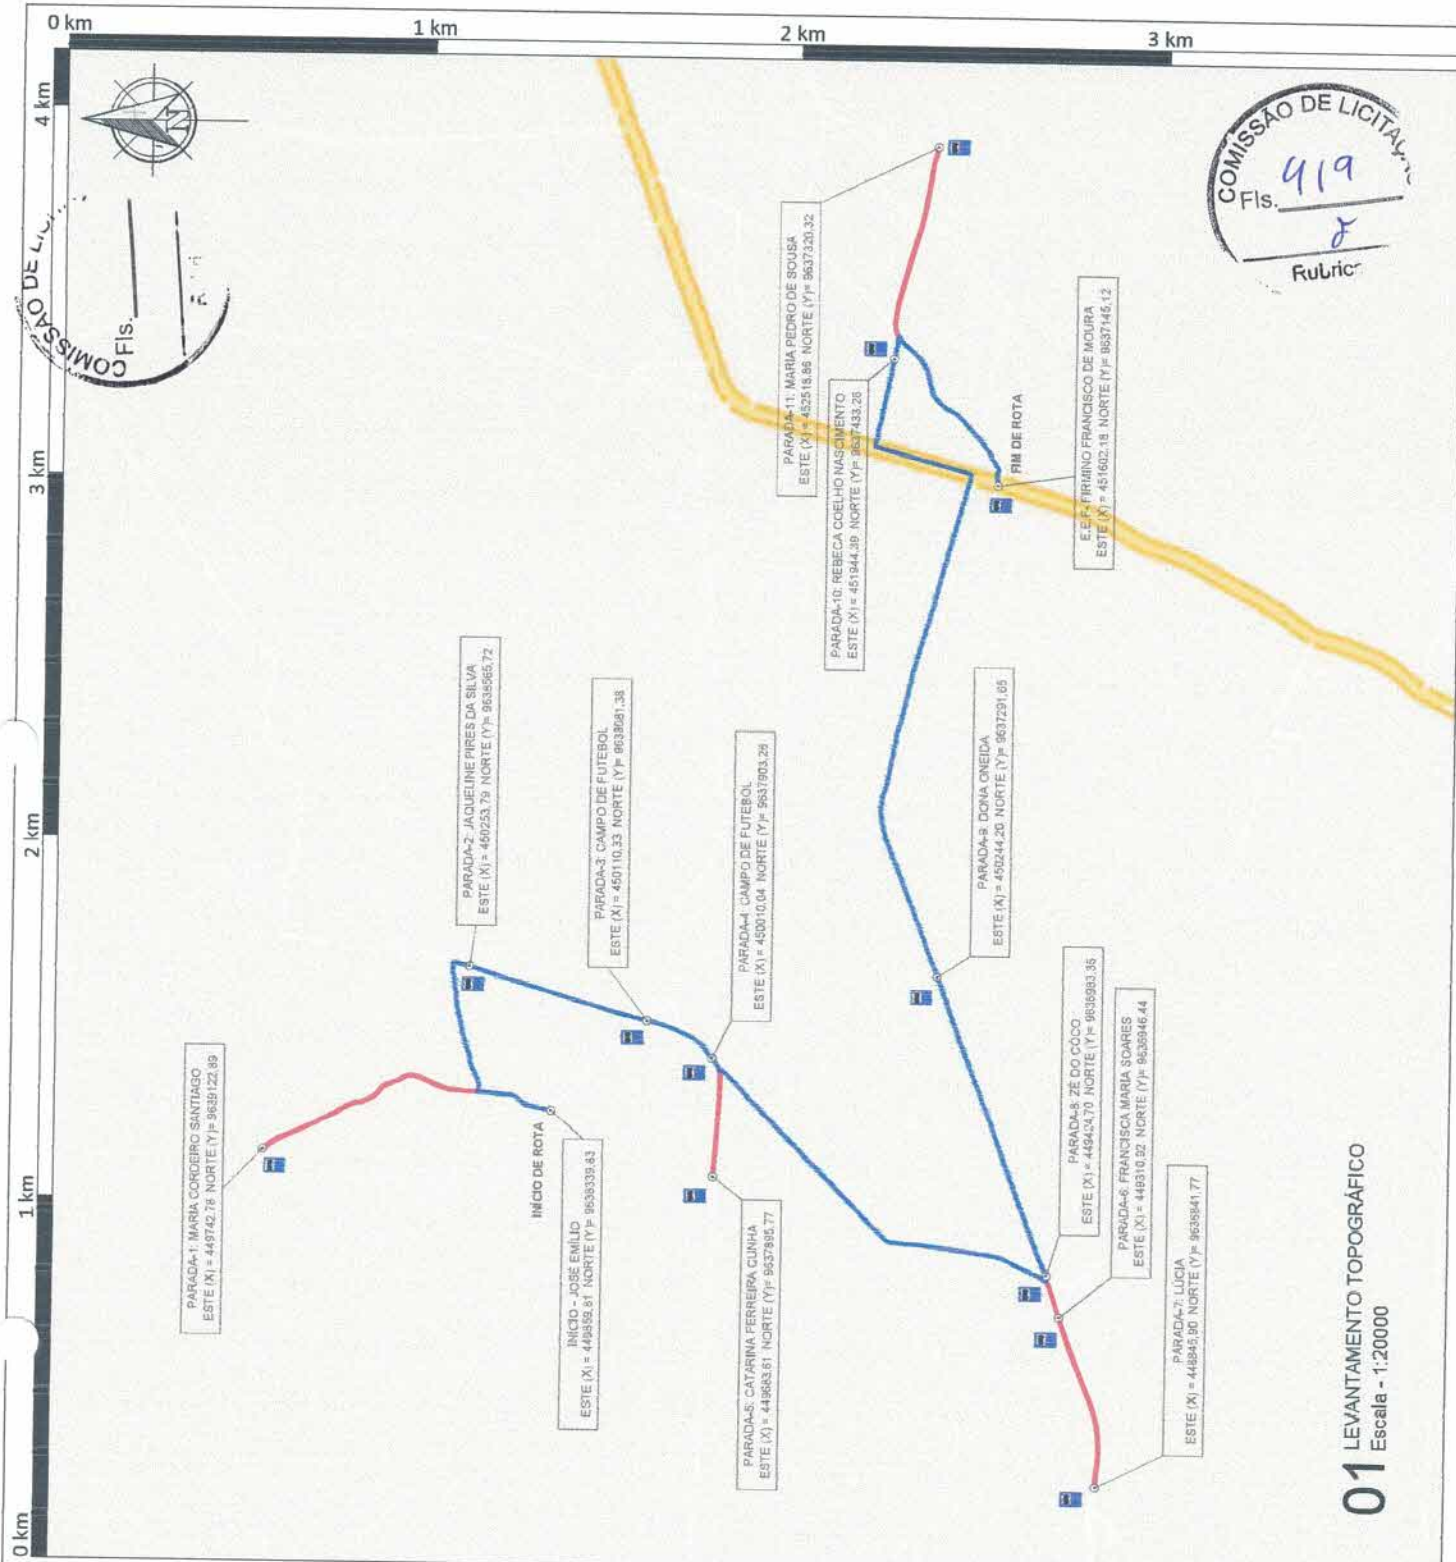 0 km
1 km
2 km
3 km
4 km
3 km
2 km
1 km
0 km
COMISSÃO DE
Fls.
COMISSÃO DE
Fls. 419
PARADA-1: MARIA CORDEIRO SANTIAGO
ESTE (X) = 449742,78 NORTE (Y)= 9639122,89
INÍCIO DE ROTA
INÍCIO - JOSÉ EMÍLIO
ESTE (X) = 449859,81 NORTE (Y)= 9638339,83
PARADA-2: JAQUELINE PIRES DA SILVA
ESTE (X) = 450253,79 NORTE (Y)= 9638565,72
PARADA-3: CAMPO DE FUTEBOL
ESTE (X) = 450110,33 NORTE (Y)= 9638081,38
PARADA-4: CAMPO DE FUTEBOL
ESTE (X) = 450010,04 NORTE (Y)= 9637903,26
PARADA-5: CATARINA FERREIRA CUNHA
ESTE (X) = 449683,61 NORTE (Y)= 9637895,77
PARADA-11: MARIA PEDRO DE SOUSA
ESTE (X) = 452518,86 NORTE (Y)= 9637320,32
PARADA-10: REBECA COELHO NASCIMENTO
ESTE (X) = 451944,39 NORTE (Y)= 9637433,26
FIM DE ROTA
E.E.F. FIRMINO FRANCISCO DE MOURA
ESTE (X) = 451602,18 NORTE (Y)= 9637145,12
PARADA-9: DONA ONEIDA
ESTE (X) = 450244,20 NORTE (Y)= 9637291,65
PARADA-8: ZÉ DO COCO
ESTE (X) = 449424,70 NORTE (Y)= 9636983,35
PARADA-6: FRANCISCA MARIA SOARES
ESTE (X) = 449310,92 NORTE (Y)= 9636946,44
PARADA-7: LÚCIA
ESTE (X) = 448845,90 NORTE (Y)= 9636841,77
01 LEVANTAMENTO TOPOGRÁFICO
Escala - 1:20000